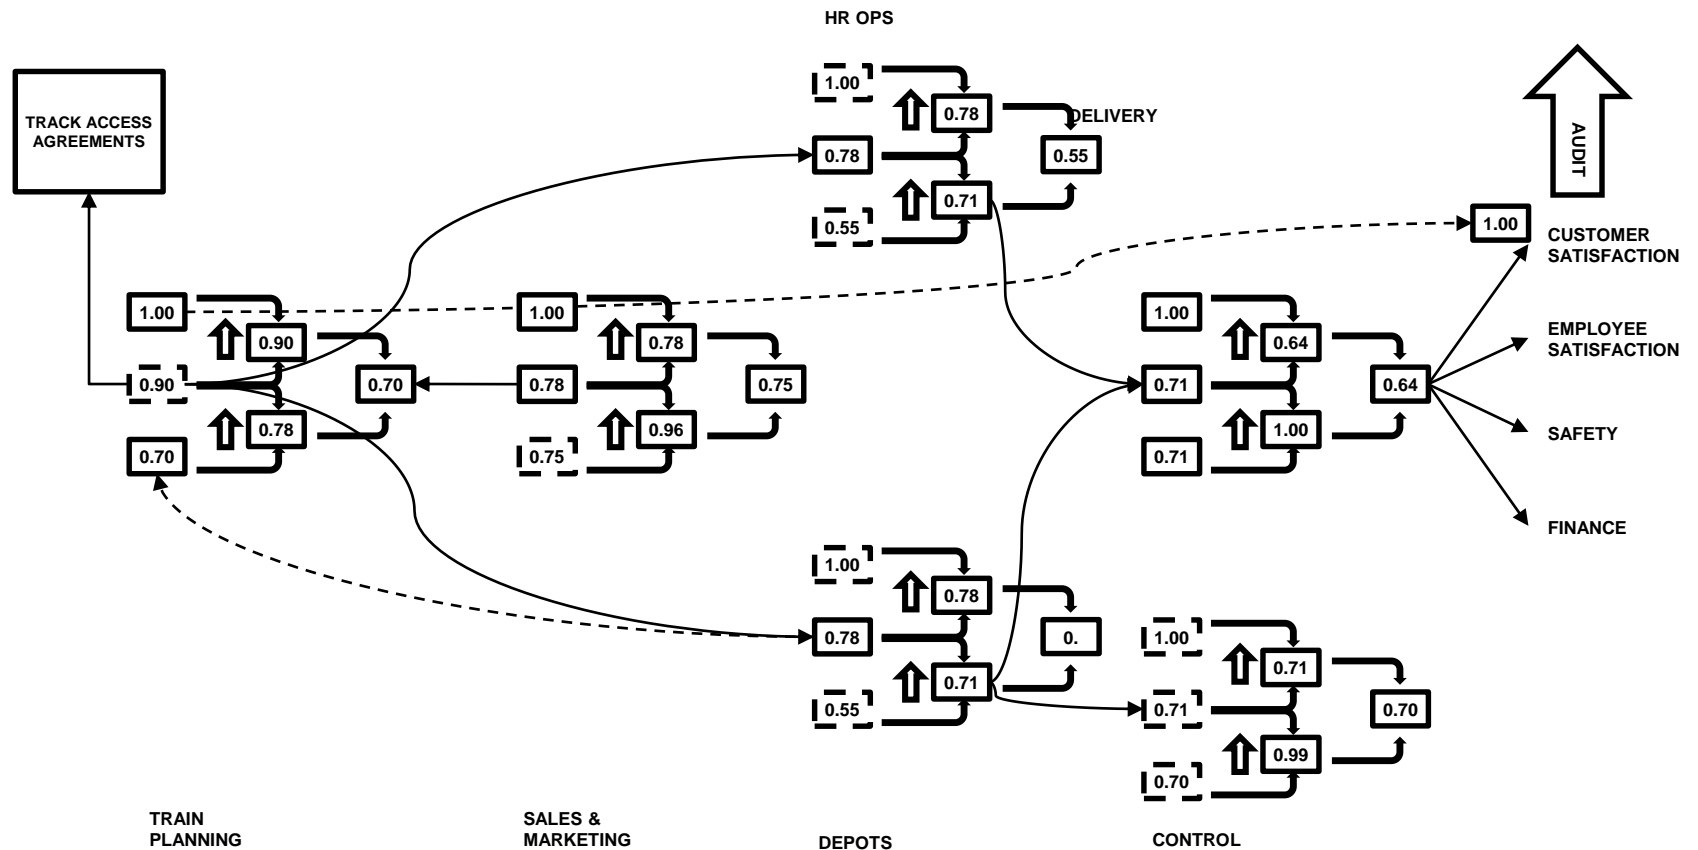 HR OPS
TRACK ACCESS
AGREEMENTS
1.00
0.78
DELIVERY
0.78
0.55
0.71
0.55
AUDIT
1.00
CUSTOMER
SATISFACTION
1.00
0.90
0.90
0.70
0.78
0.70
1.00
0.78
0.78
0.75
0.96
0.75
1.00
0.64
0.71
0.64
1.00
0.71
EMPLOYEE
SATISFACTION
SAFETY
FINANCE
1.00
0.78
0.78
0.
0.71
0.55
1.00
0.71
0.71
0.70
0.99
0.70
TRAIN
PLANNING
SALES &
MARKETING
DEPOTS
CONTROL